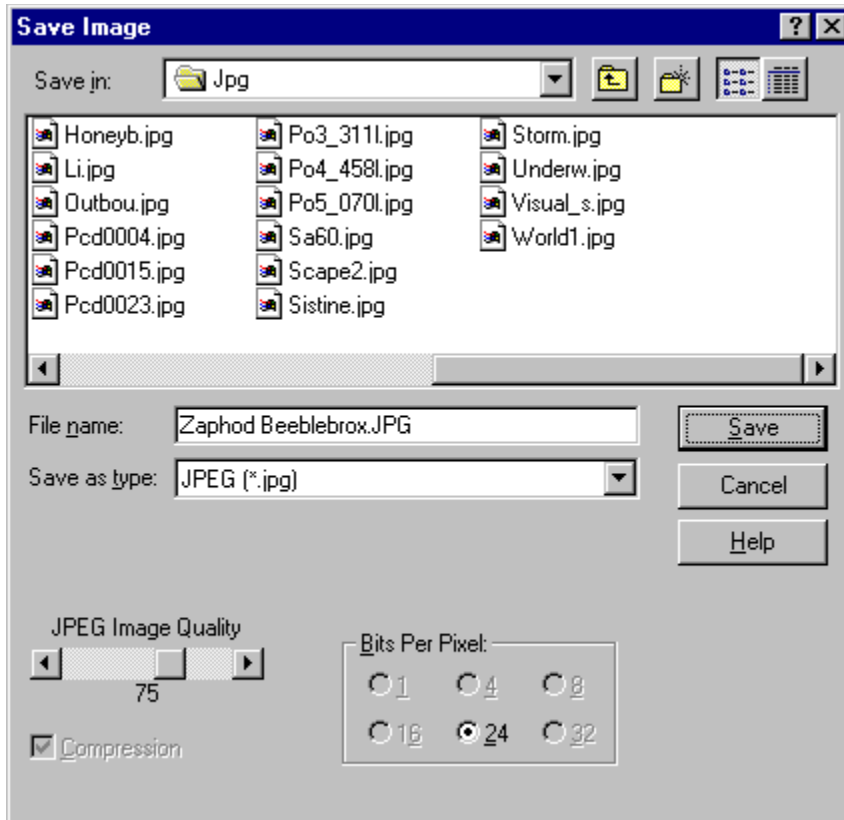 Save Image
Save in: Jpg
Honeyb.jpg Po3_311l.jpg Storm.jpg
Li.jpg Po4_458l.jpg Underw.jpg
Outbou.jpg Po5_070l.jpg Visual_s.jpg
Pcd0004.jpg Sa60.jpg World1.jpg
Pcd0015.jpg Scape2.jpg
Pcd0023.jpg Sistine.jpg
File name: Zaphod Beeblebrox.JPG Save
Save as type: JPEG (*.jpg) Cancel
Help
JPEG Image Quality
75
Compression
Bits Per Pixel:
1 4 8
16 24 32